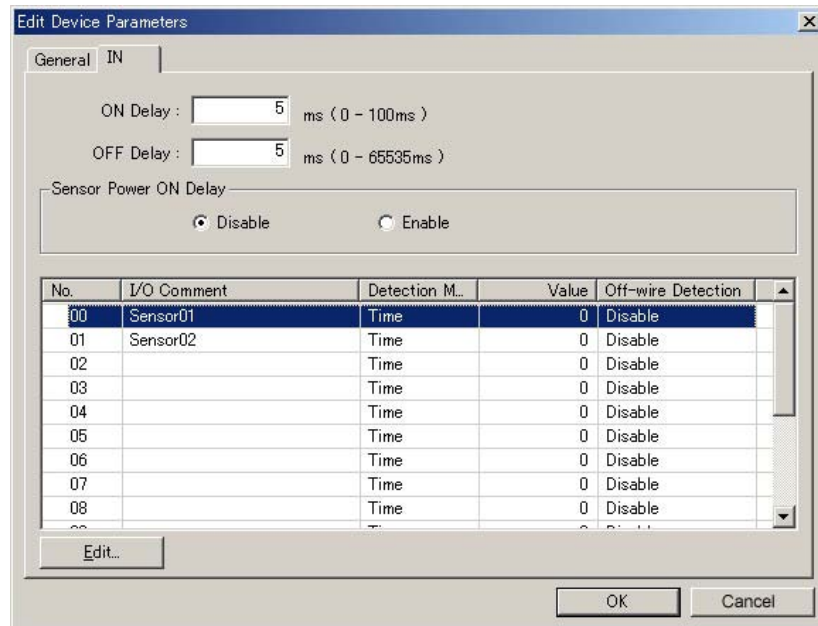 Edit Device Parameters
General IN
ON Delay : 5 ms ( 0 - 100ms )
OFF Delay : 5 ms ( 0 - 65535ms )
Sensor Power ON Delay
Disable Enable
No. I/O Comment Detection M... Value Off-wire Detection
00 Sensor01 Time 0 Disable
01 Sensor02 Time 0 Disable
02 Time 0 Disable
03 Time 0 Disable
04 Time 0 Disable
05 Time 0 Disable
06 Time 0 Disable
07 Time 0 Disable
08 Time 0 Disable
Edit...
OK Cancel